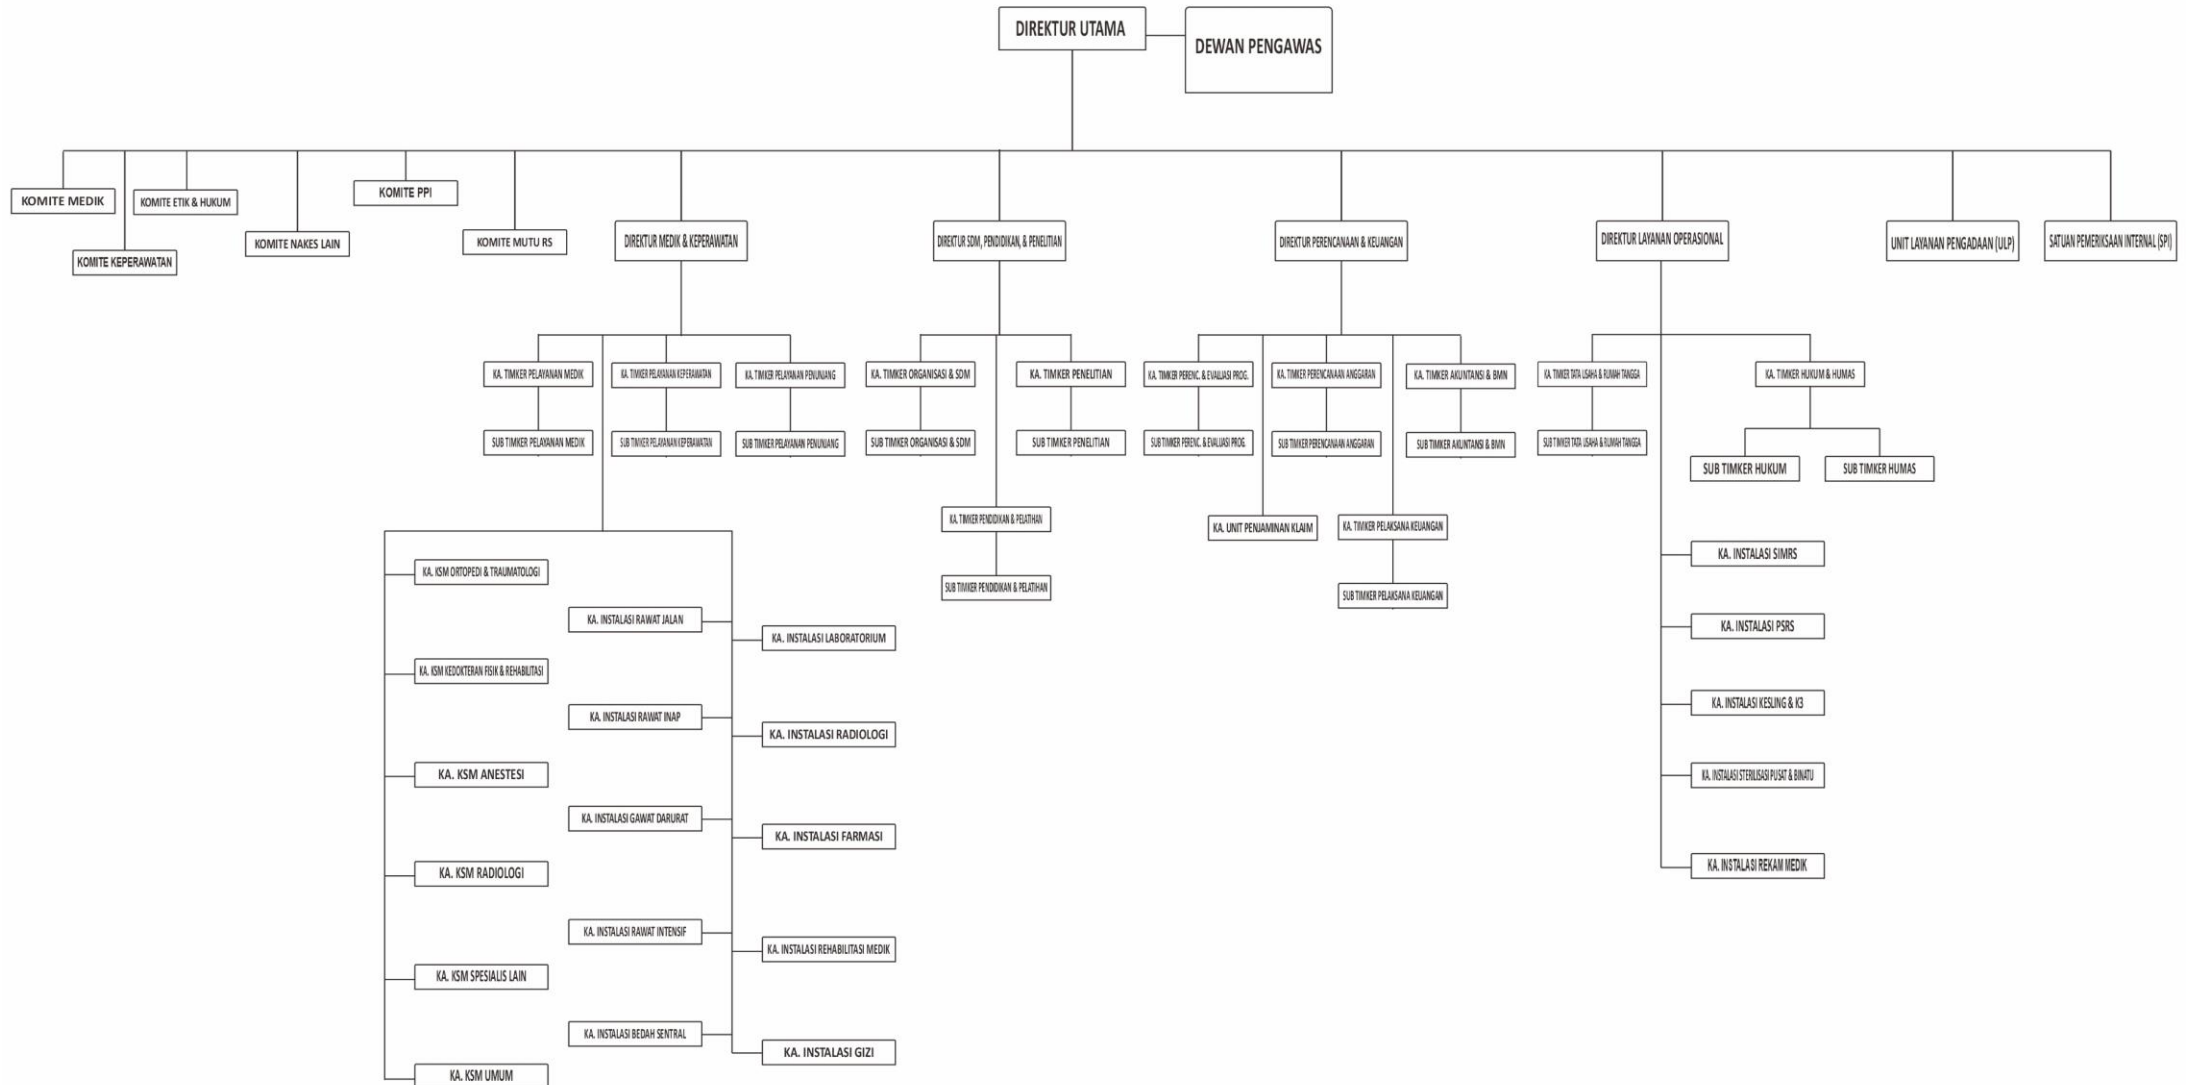 DIREKTUR UTAMA
DEWAN PENGAWAS
KOMITE MEDIK
KOMITE KEPERAWATAN
KOMITE ETIK & HUKUM
KOMITE NAKES LAIN
KOMITE PPI
KOMITE MUTU RS
DIREKTUR MEDIK & KEPERAWATAN
DIREKTUR SDM, PENDIDIKAN, & PENELITIAN
DIREKTUR PERENCANAAN & KEUANGAN
DIREKTUR LAYANAN OPERASIONAL
UNIT LAYANAN PENGADAAN (ULP)
SATUAN PEMERIKSAAN INTERNAL (SPI)
KA. TIMKER PELAYANAN MEDIK
KA. TIMKER PELAYANAN KEPERAWATAN
KA. TIMKER PELAYANAN PENUNJANG
KA. TIMKER ORGANISASI & SDM
KA. TIMKER PENELITIAN
KA. TIMKER PERENC. & EVALUASI PROG.
KA. TIMKER PERENCANAAN ANGGARAN
KA. TIMKER AKUNTANSI & BMN
KA. TIMKER TATA USAHA & RUMAH TANGGA
KA. TIMKER HUKUM & HUMAS
SUB TIMKER PELAYANAN MEDIK
SUB TIMKER PELAYANAN KEPERAWATAN
SUB TIMKER PELAYANAN PENUNJANG
SUB TIMKER ORGANISASI & SDM
SUB TIMKER PENELITIAN
SUB TIMKER PERENC. & EVALUASI PROG.
SUB TIMKER PERENCANAAN ANGGARAN
SUB TIMKER AKUNTANSI & BMN
SUB TIMKER TATA USAHA & RUMAH TANGGA
SUB TIMKER HUKUM
SUB TIMKER HUMAS
KA. TIMKER PENDIDIKAN & PELATIHAN
SUB TIMKER PENDIDIKAN & PELATIHAN
KA. UNIT PENJAMINAN KLAIM
KA. TIMKER PELAKSANA KEUANGAN
SUB TIMKER PELAKSANA KEUANGAN
KA. KSM ORTOPEDI & TRAUMATOLOGI
KA. KSM KEDOKTERAN FISIK & REHABILITASI
KA. KSM ANESTESI
KA. KSM RADIOLOGI
KA. KSM SPESIALIS LAIN
KA. KSM UMUM
KA. INSTALASI RAWAT JALAN
KA. INSTALASI RAWAT INAP
KA. INSTALASI GAWAT DARURAT
KA. INSTALASI RAWAT INTENSIF
KA. INSTALASI BEDAH SENTRAL
KA. INSTALASI LABORATORIUM
KA. INSTALASI RADIOLOGI
KA. INSTALASI FARMASI
KA. INSTALASI REHABILITASI MEDIK
KA. INSTALASI GIZI
KA. INSTALASI SIMRS
KA. INSTALASI PSRS
KA. INSTALASI KESLING & K3
KA. INSTALASI STERILISASI PUSAT & BINATU
KA. INSTALASI REKAM MEDIK